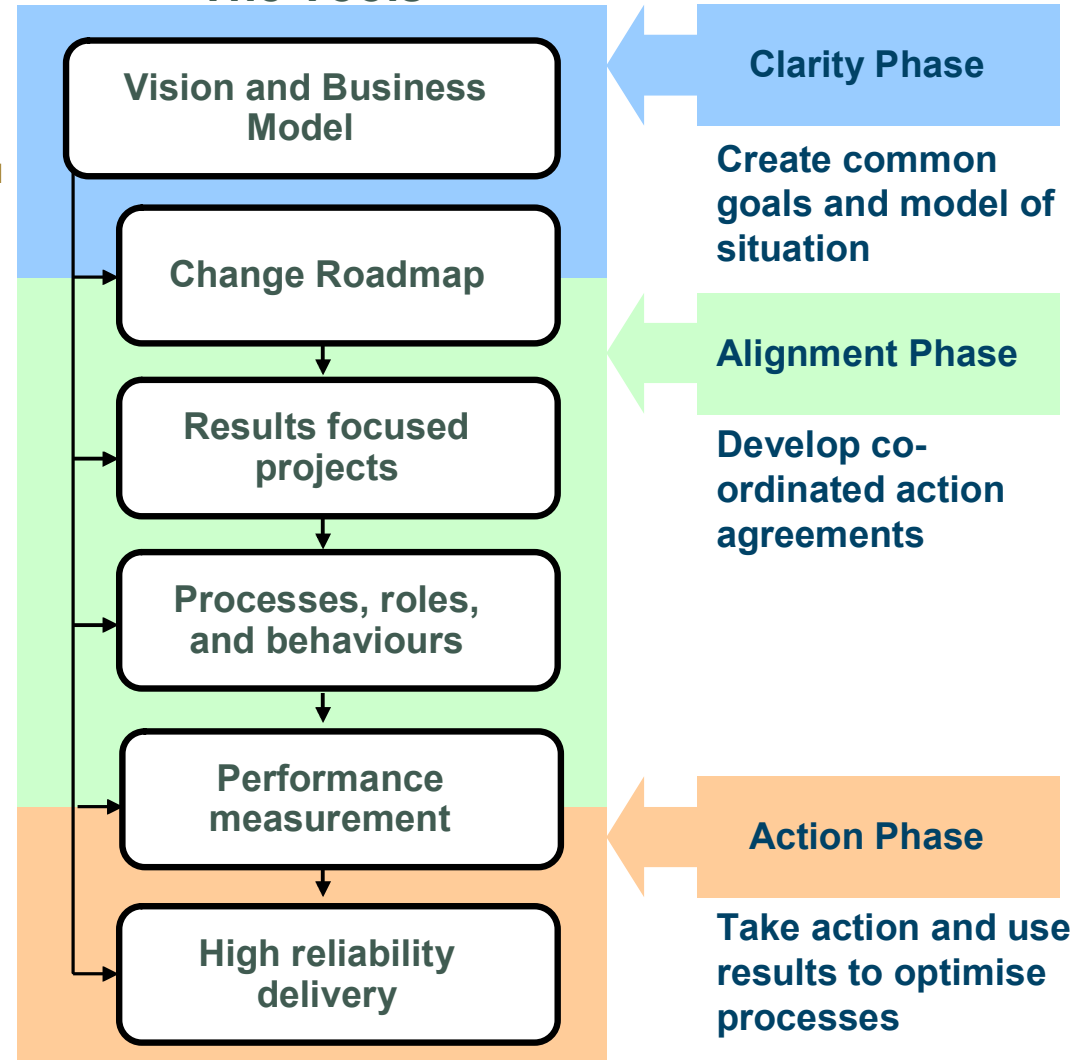 The Tools
Vision and Business
Model
Clarity Phase
Create common
goals and model of
situation
Change Roadmap
Alignment Phase
Results focused
projects
Develop co-
ordinated action
agreements
Processes, roles,
and behaviours
Performance
measurement
Action Phase
High reliability
delivery
Take action and use
results to optimise
processes